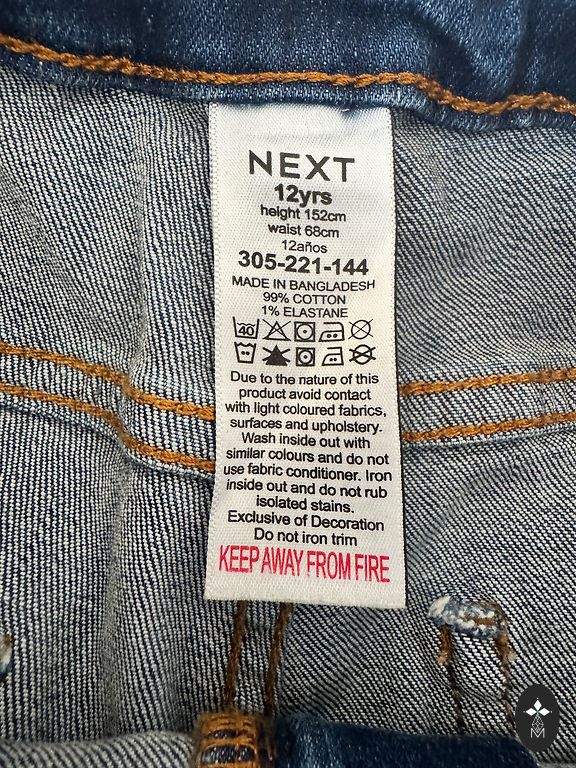 NEXT
12yrs
height 152cm
waist 68cm
12años
305-221-144
MADE IN BANGLADESH
99% COTTON
1% ELASTANE
40
Due to the nature of this
product avoid contact
with light coloured fabrics,
surfaces and upholstery.
Wash inside out with
similar colours and do not
use fabric conditioner. Iron
inside out and do not rub
isolated stains.
Exclusive of Decoration
Do not iron trim
KEEP AWAY FROM FIRE
M